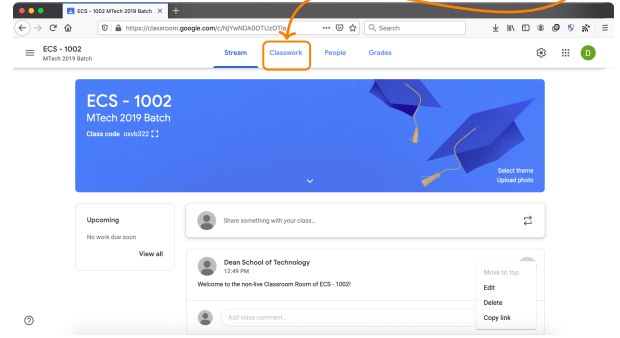 ECS - 1002 MTech 2019 Batch
https://classroom.google.com/c/NjYwNDA0OTUzOTIa
Search
ECS - 1002
MTech 2019 Batch
Stream
Classwork
People
Grades
D
ECS - 1002
MTech 2019 Batch
Class code oxvb322
Select theme
Upload photo
Upcoming
No work due soon
View all
Share something with your class...
Dean School of Technology
12:49 PM
Welcome to the non-live Classroom Room of ECS - 1002!
Move to top
Edit
Delete
Copy link
Add class comment...